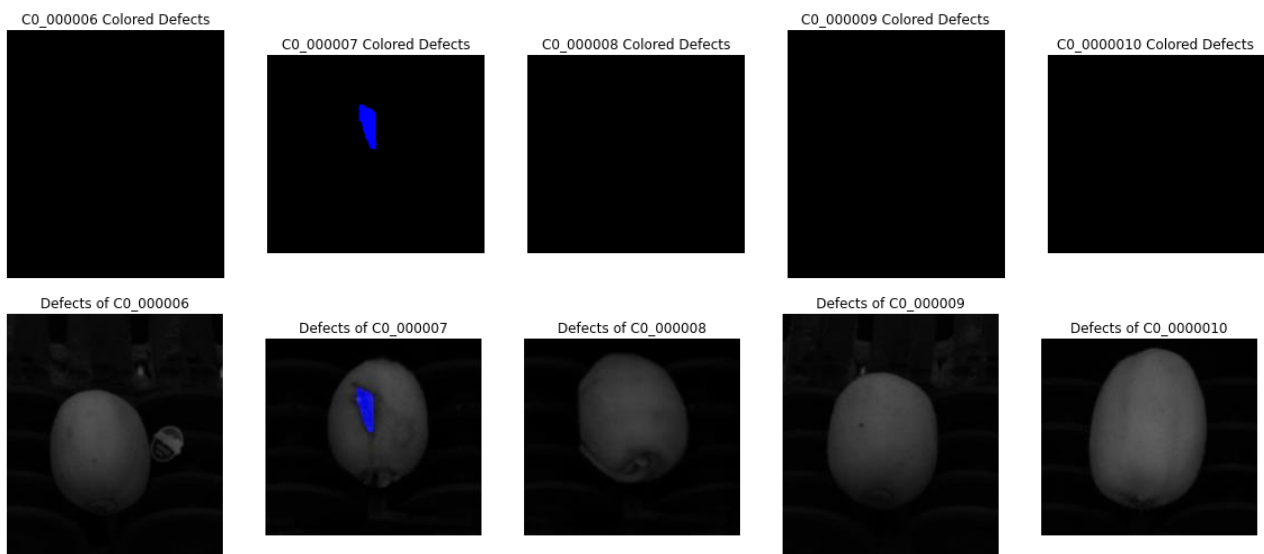 C0_000006 Colored Defects
C0_000007 Colored Defects
C0_000008 Colored Defects
C0_000009 Colored Defects
C0_0000010 Colored Defects
Defects of C0_000006
Defects of C0_000007
Defects of C0_000008
Defects of C0_000009
Defects of C0_0000010